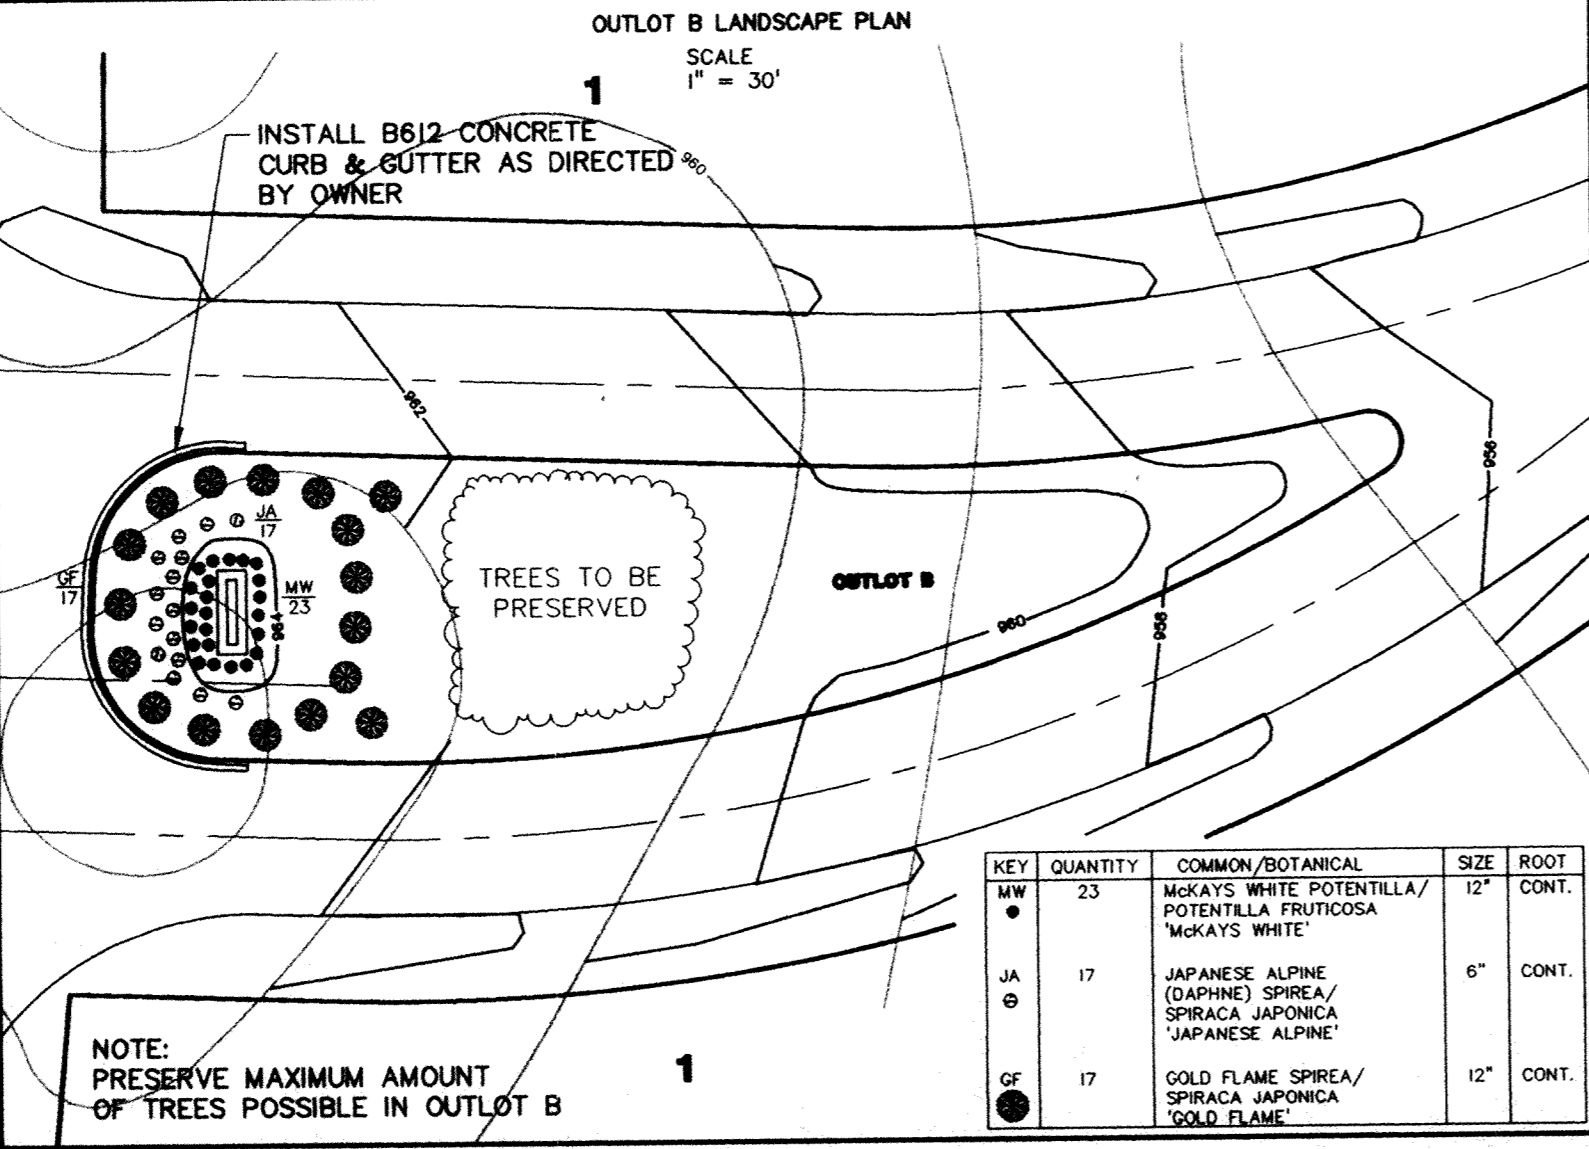 OUTLOT B LANDSCAPE PLAN
SCALE
1" = 30'
1
INSTALL B612 CONCRETE
CURB & GUTTER AS DIRECTED
BY OWNER
960
962
JA
17
GF
17
MW
23
964
TREES TO BE
PRESERVED
OUTLOT B
960
958
956
KEY QUANTITY COMMON/BOTANICAL SIZE ROOT
MW 23 McKAYS WHITE POTENTILLA/ 12" CONT.
POTENTILLA FRUTICOSA
'McKAYS WHITE'
JA 17 JAPANESE ALPINE 6" CONT.
(DAPHNE) SPIREA/
SPIRACA JAPONICA
'JAPANESE ALPINE'
GF 17 GOLD FLAME SPIREA/ 12" CONT.
SPIRACA JAPONICA
'GOLD FLAME'
NOTE:
PRESERVE MAXIMUM AMOUNT
OF TREES POSSIBLE IN OUTLOT B
1